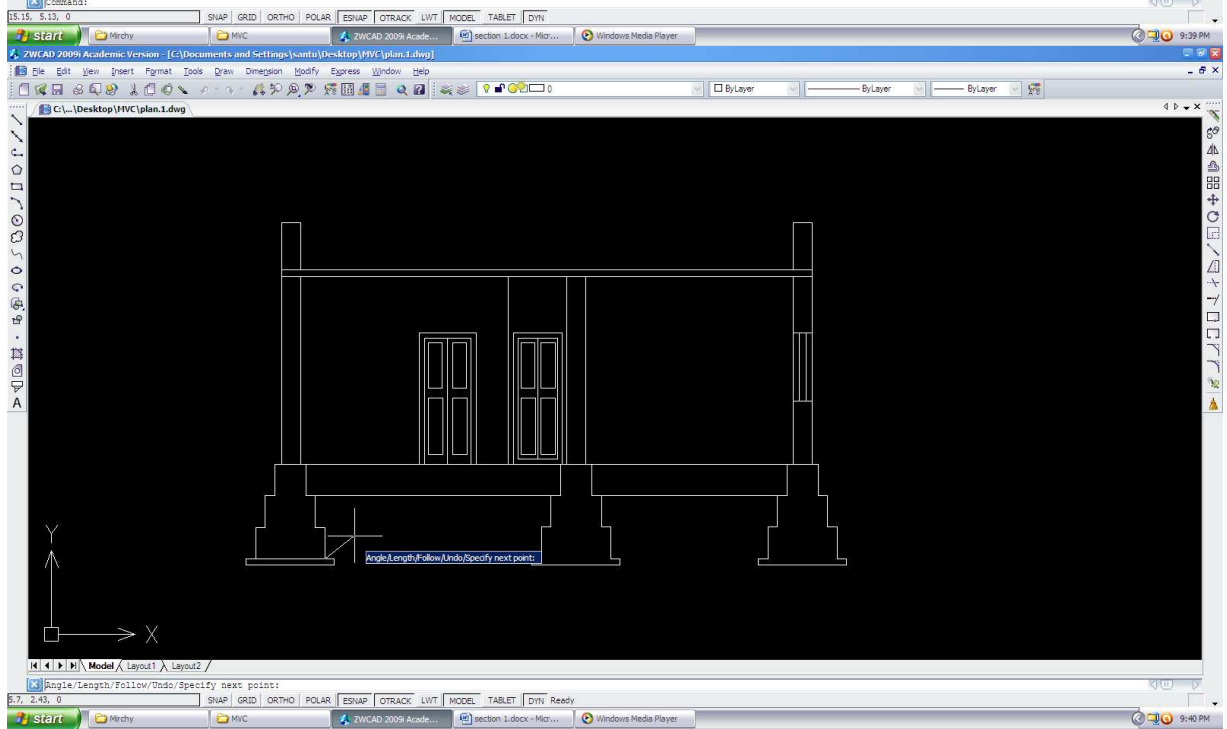 Command:
15.15, 5.13, 0 SNAP GRID ORTHO POLAR ESNAP OTRACK LWT MODEL TABLET DYN
start Mirchy MVC ZWCAD 2009i Acade... section 1.docx - Micr... Windows Media Player 9:39 PM
ZWCAD 2009i Academic Version - [C:\Documents and Settings\santu\Desktop\MVC\plan.1.dwg]
File Edit View Insert Format Tools Draw Dimension Modify Express Window Help
0 ByLayer ByLayer ByLayer
C:\...\Desktop\MVC\plan.1.dwg
A
Angle/Length/Follow/Undo/Specify next point:
Y
X
Model Layout1 Layout2
Angle/Length/Follow/Undo/Specify next point:
5.7, 2.43, 0 SNAP GRID ORTHO POLAR ESNAP OTRACK LWT MODEL TABLET DYN Ready
start Mirchy MVC ZWCAD 2009i Acade... section 1.docx - Micr... Windows Media Player 9:40 PM